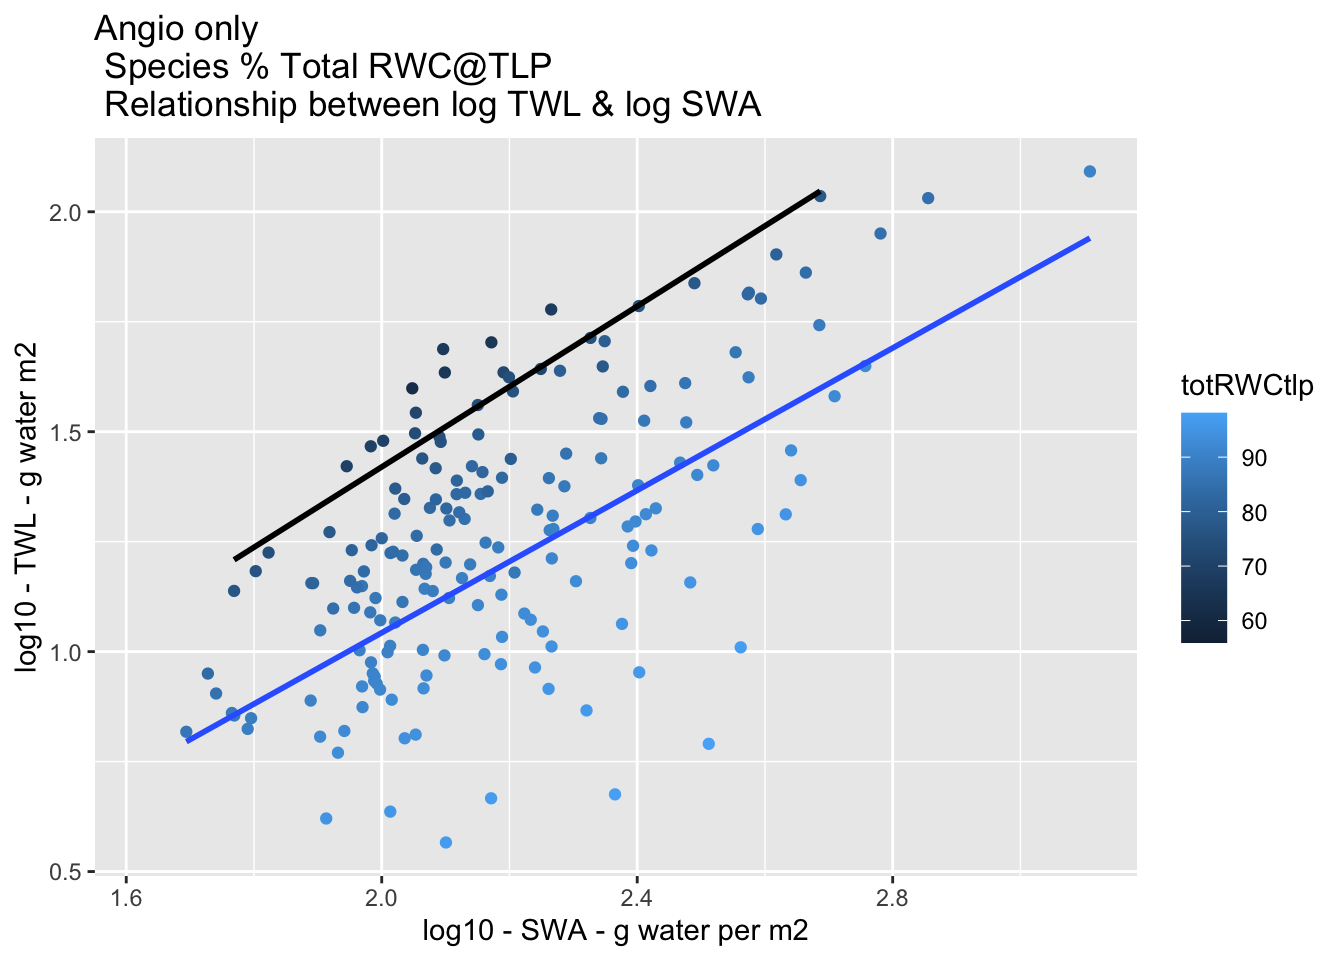 Angio only
Species % Total RWC@TLP
Relationship between log TWL & log SWA
2.0
1.5
1.0
0.5
log10 - TWL - g water m2
1.6
2.0
2.4
2.8
log10 - SWA - g water per m2
totRWCtlp
90
80
70
60